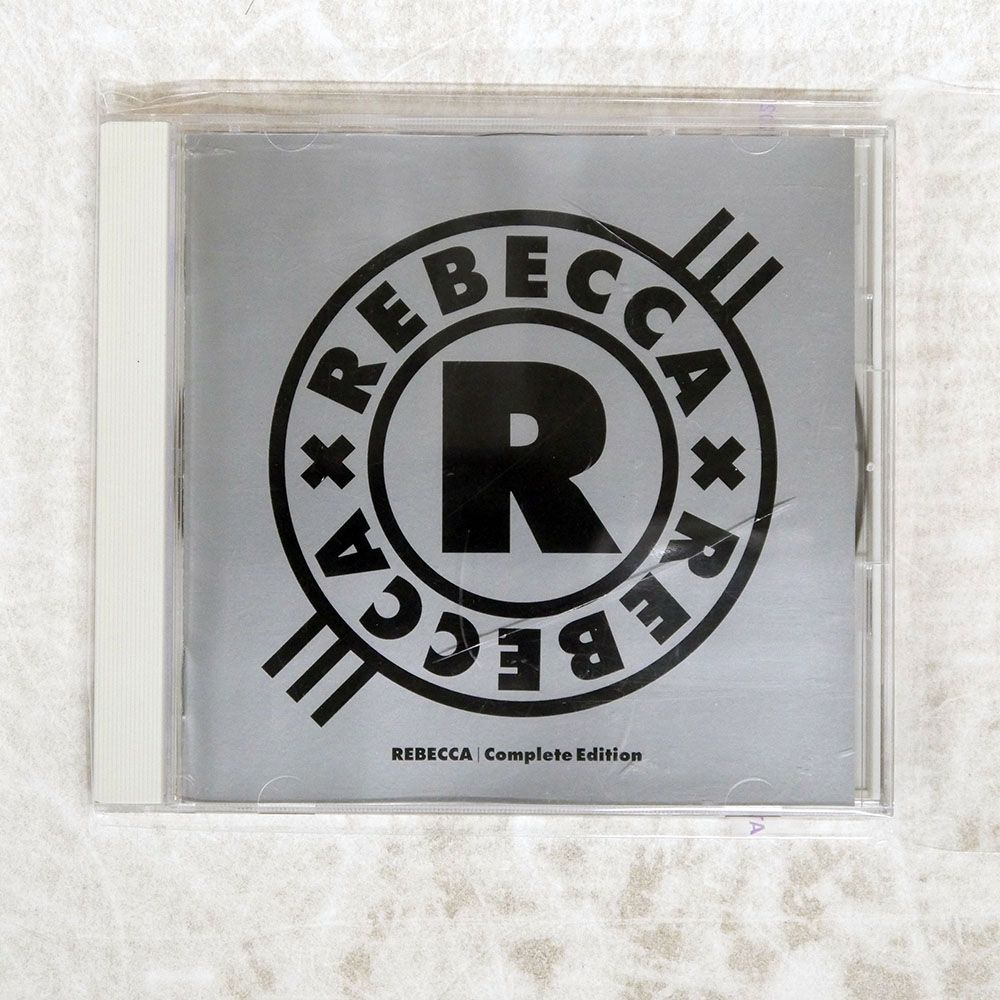 REBECCA × REBECCA ×
R
REBECCA | Complete Edition